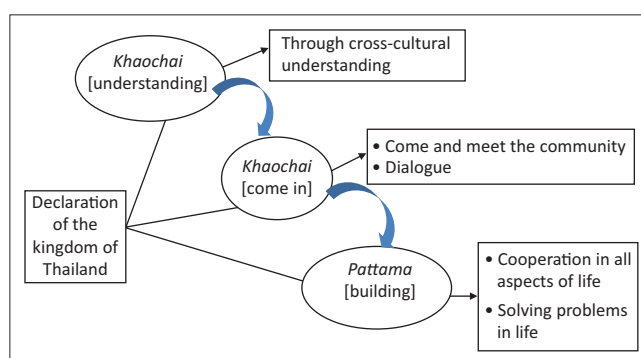 Khaochai
[understanding]
Through cross-cultural
understanding
Khaochai
[come in]
• Come and meet the community
• Dialogue
Declaration
of the
kingdom of
Thailand
Pattama
[building]
• Cooperation in all
aspects of life
• Solving problems
in life